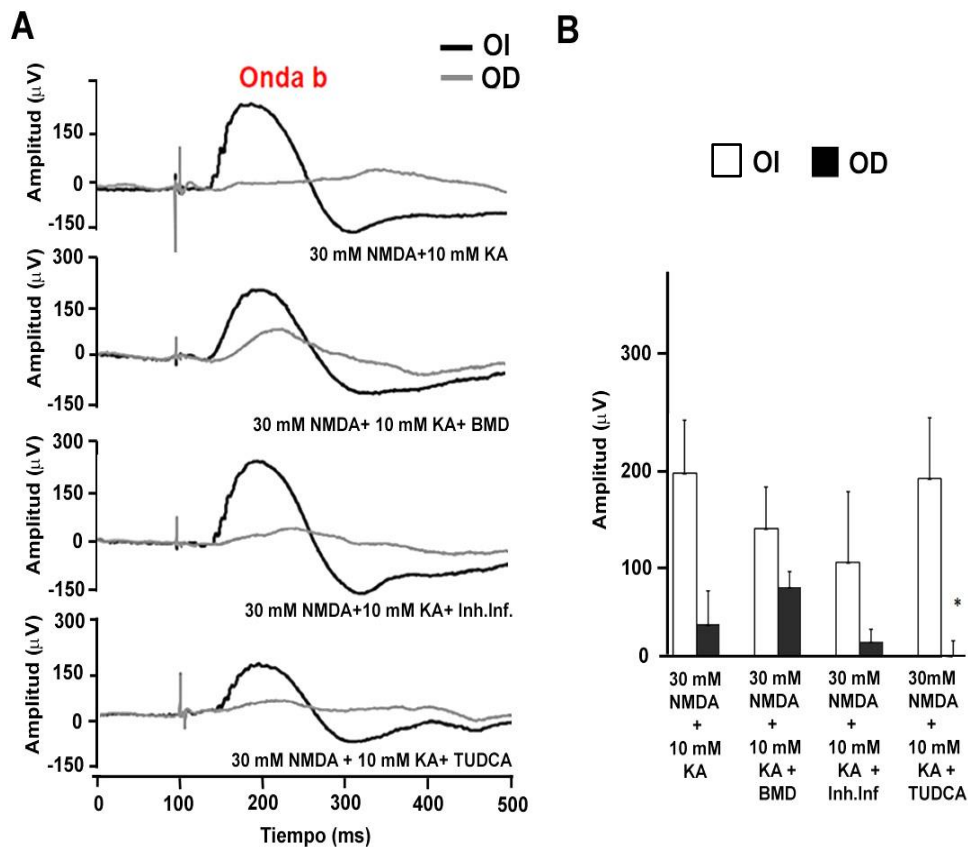 A
OI
OD
Onda b
Amplitud (μV)
150
0
-150
30 mM NMDA+10 mM KA
Amplitud (μV)
300
150
0
-150
30 mM NMDA+ 10 mM KA+ BMD
Amplitud (μV)
300
150
0
-150
30 mM NMDA+10 mM KA+ Inh.Inf.
Amplitud (μV)
300
150
0
-150
30 mM NMDA + 10 mM KA+ TUDCA
0 100 200 300 400 500
Tiempo (ms)
B
OI OD
Amplitud (μV)
300
200
100
0
*
30 mM
NMDA
+
10 mM
KA
30 mM
NMDA
+
10 mM
KA +
BMD
30 mM
NMDA
+
10 mM
KA +
Inh.Inf
30mM
NMDA
+
10 mM
KA +
TUDCA